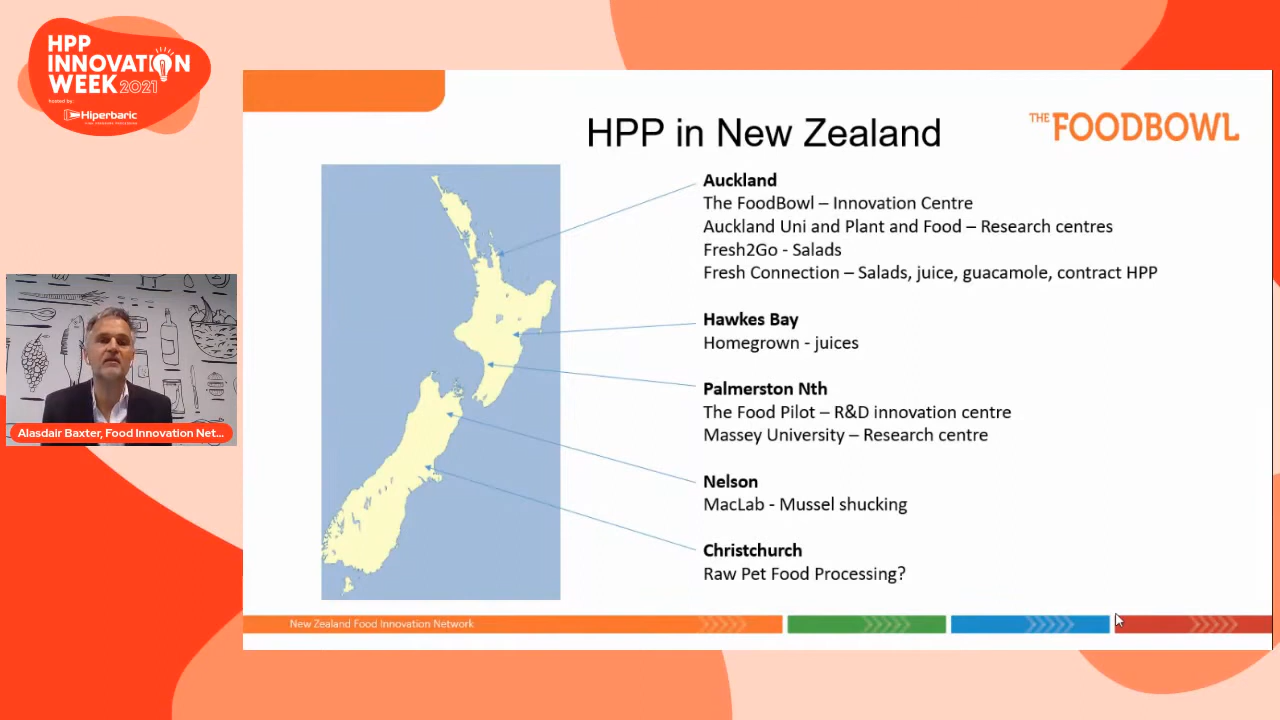 HPP
INNOVATION
WEEK 2021
hosted by:
Hiperbaric
HPP in New Zealand
THE FOODBOWL
Auckland
The FoodBowl – Innovation Centre
Auckland Uni and Plant and Food – Research centres
Fresh2Go - Salads
Fresh Connection – Salads, juice, guacamole, contract HPP
Hawkes Bay
Homegrown - juices
Palmerston Nth
The Food Pilot – R&D innovation centre
Massey University – Research centre
Nelson
MacLab - Mussel shucking
Christchurch
Raw Pet Food Processing?
Alasdair Baxter, Food Innovation Net...
New Zealand Food Innovation Network